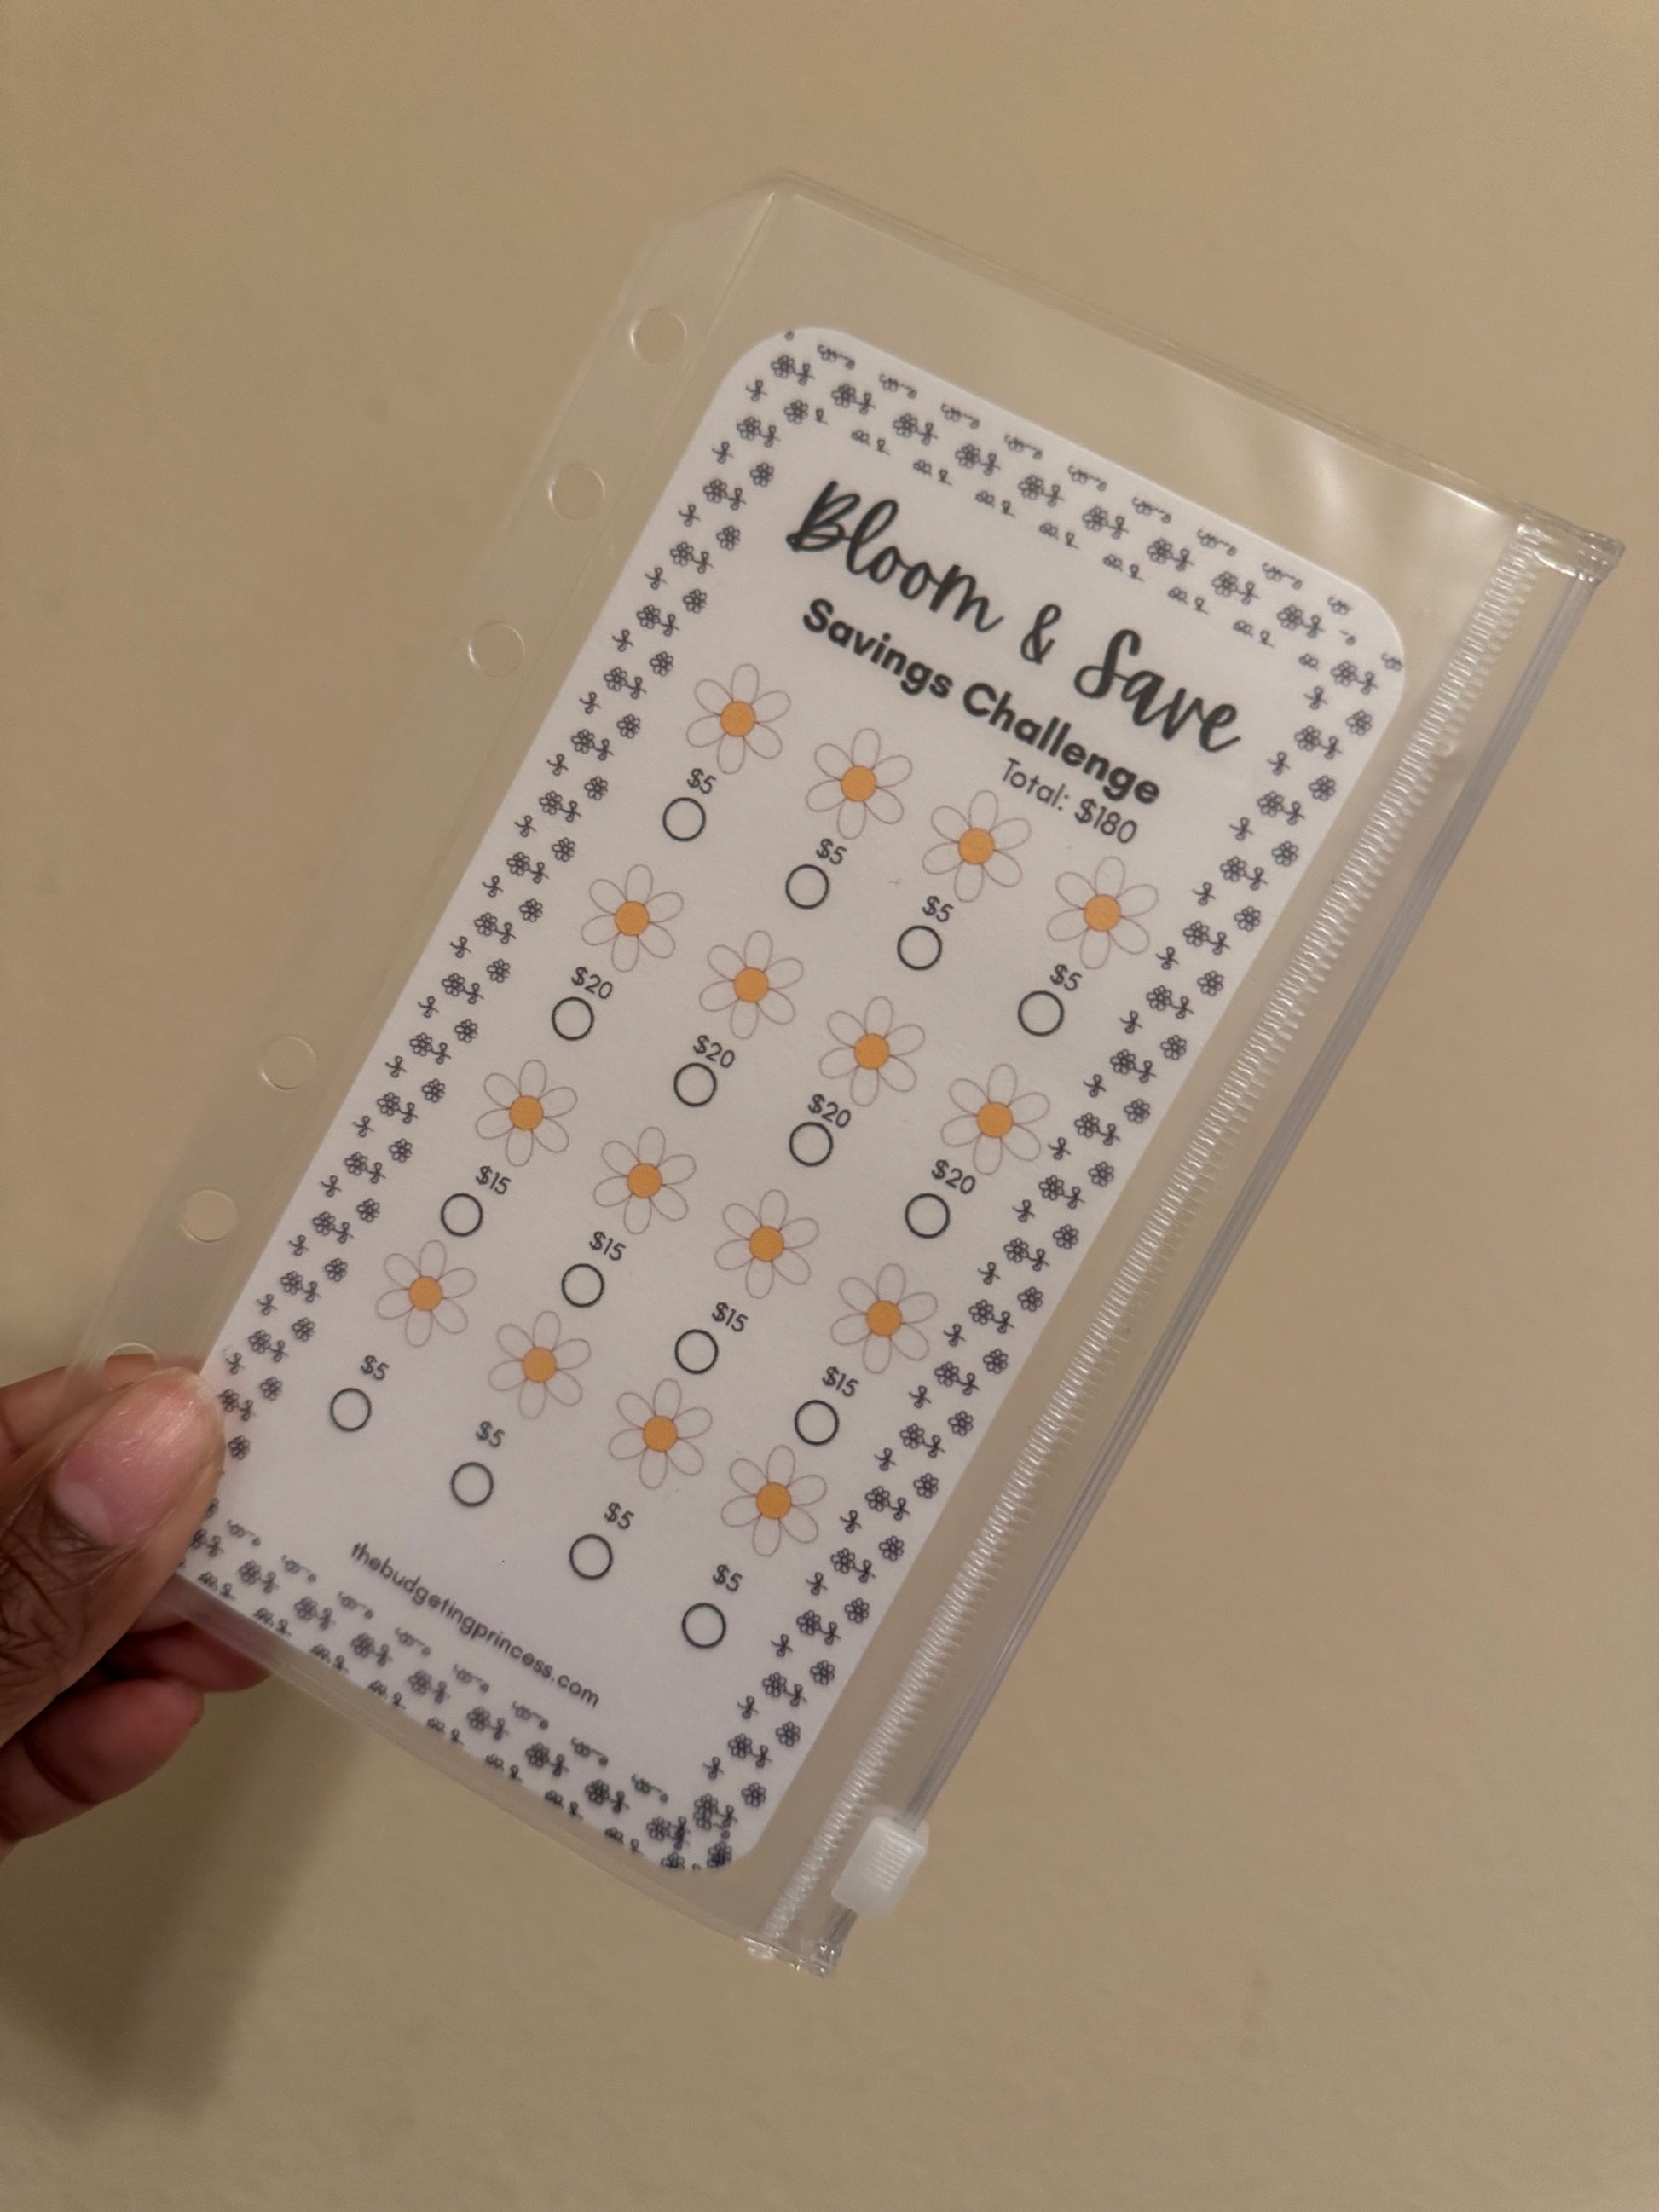 Bloom & Save
Savings Challenge
Total: $180
$5 $5 $5 $5
$20 $20 $20 $20
$15 $15 $15 $15
$5 $5 $5 $5
thebudgetingprincess.com